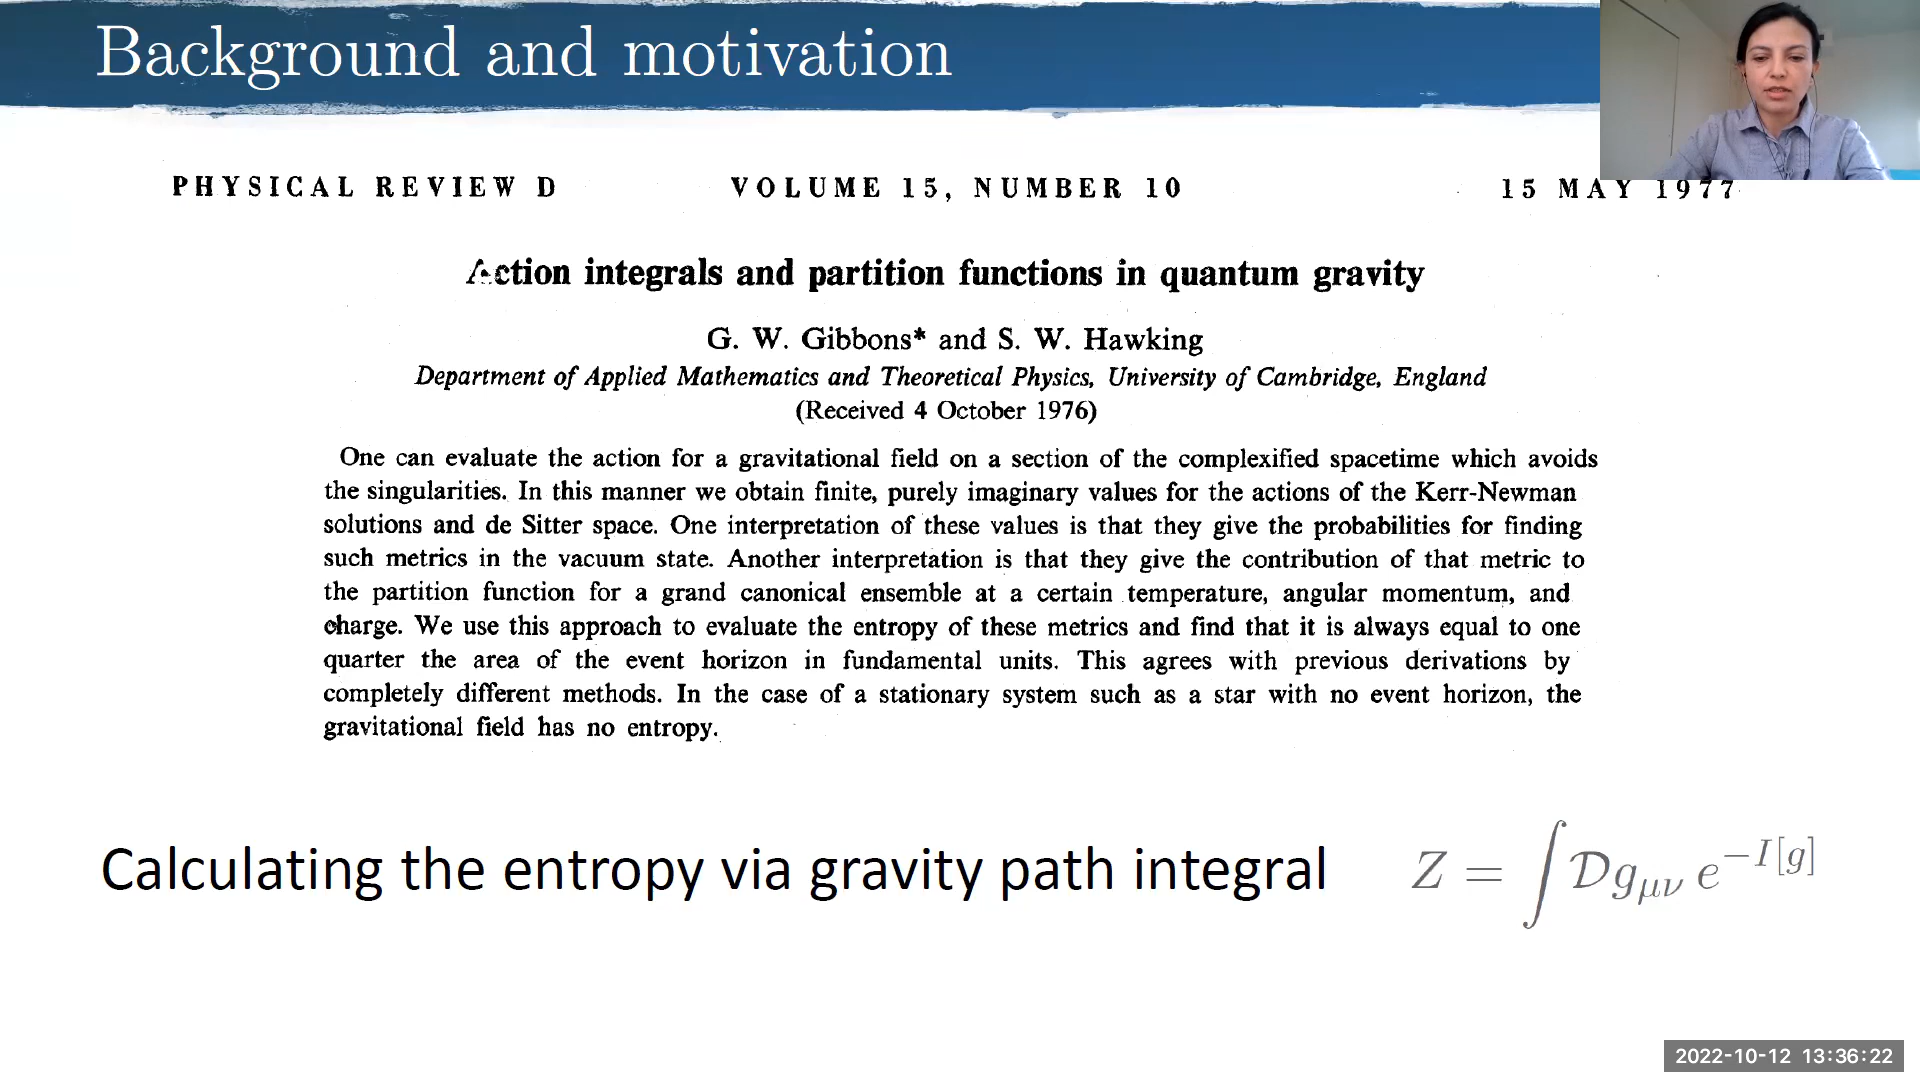 Background and motivation
PHYSICAL REVIEW D VOLUME 15, NUMBER 10 15 MAY 1977
Action integrals and partition functions in quantum gravity
G. W. Gibbons* and S. W. Hawking
Department of Applied Mathematics and Theoretical Physics, University of Cambridge, England
(Received 4 October 1976)
One can evaluate the action for a gravitational field on a section of the complexified spacetime which avoids
the singularities. In this manner we obtain finite, purely imaginary values for the actions of the Kerr-Newman
solutions and de Sitter space. One interpretation of these values is that they give the probabilities for finding
such metrics in the vacuum state. Another interpretation is that they give the contribution of that metric to
the partition function for a grand canonical ensemble at a certain temperature, angular momentum, and
charge. We use this approach to evaluate the entropy of these metrics and find that it is always equal to one
quarter the area of the event horizon in fundamental units. This agrees with previous derivations by
completely different methods. In the case of a stationary system such as a star with no event horizon, the
gravitational field has no entropy.
Calculating the entropy via gravity path integral Z = ∫ 𝒟g_{μν} e^{−I[g]}
2022-10-12 13:36:22